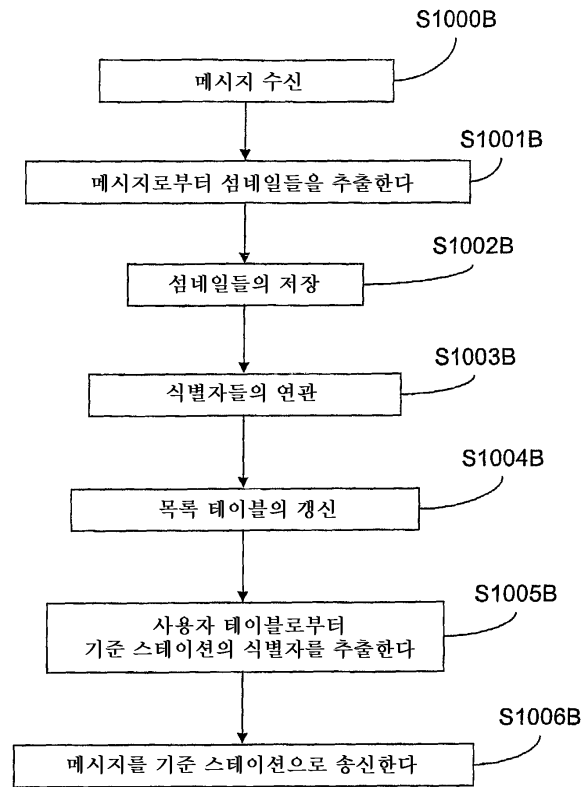 S1000B
메시지 수신
S1001B
메시지로부터 섬네일들을 추출한다
S1002B
섬네일들의 저장
S1003B
식별자들의 연관
S1004B
목록 테이블의 갱신
S1005B
사용자 테이블로부터
기준 스테이션의 식별자를 추출한다
S1006B
메시지를 기준 스테이션으로 송신한다